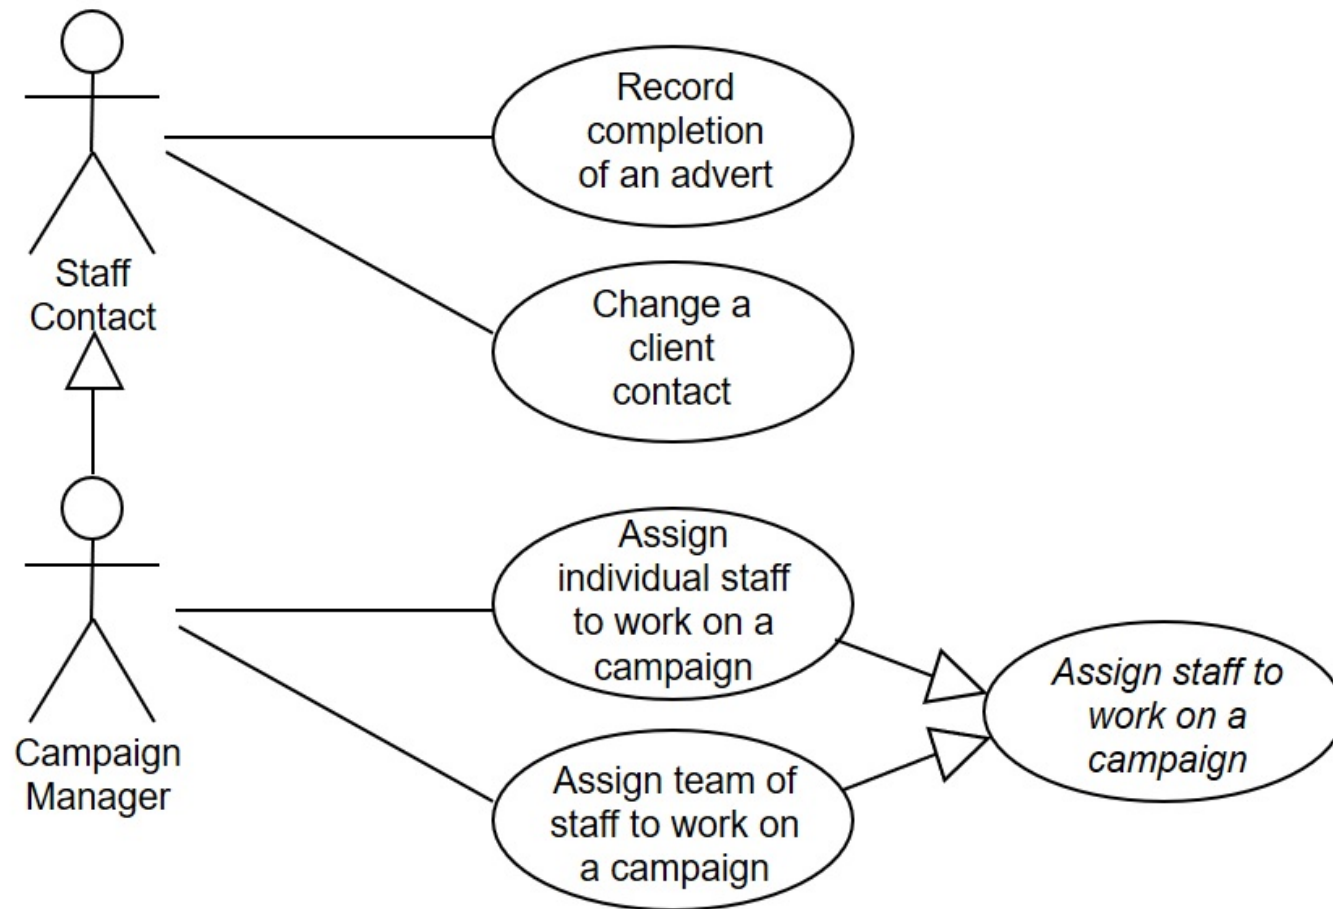 Record
completion
of an advert
Staff
Contact
Change a
client
contact
Assign
individual staff
to work on a
campaign
Assign staff to
work on a
campaign
Campaign
Manager
Assign team of
staff to work on
a campaign